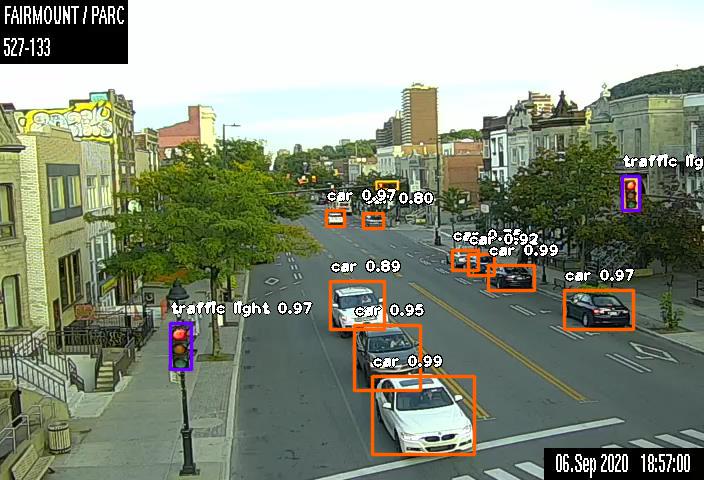 FAIRMOUNT / PARC
527-133
traffic lig
car 0.97
0.80
0.92
car 0.99
car 0.89
car 0.97
traffic light 0.97
car 0.95
car 0.99
06.Sep 2020 18:57:00